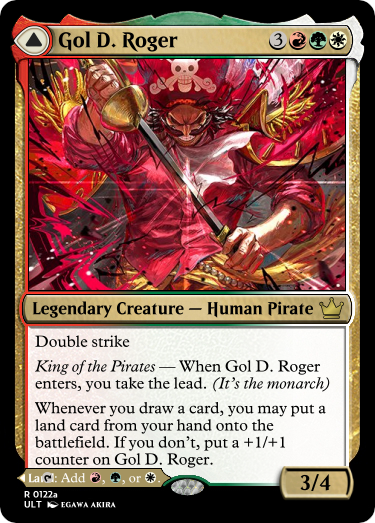 Gol D. Roger 3
Legendary Creature — Human Pirate
Double strike
King of the Pirates — When Gol D. Roger
enters, you take the lead. (It's the monarch)
Whenever you draw a card, you may put a
land card from your hand onto the
battlefield. If you don't, put a +1/+1
counter on Gol D. Roger.
Land: Add , , or .
3/4
R 0122a
ULT EGAWA AKIRA